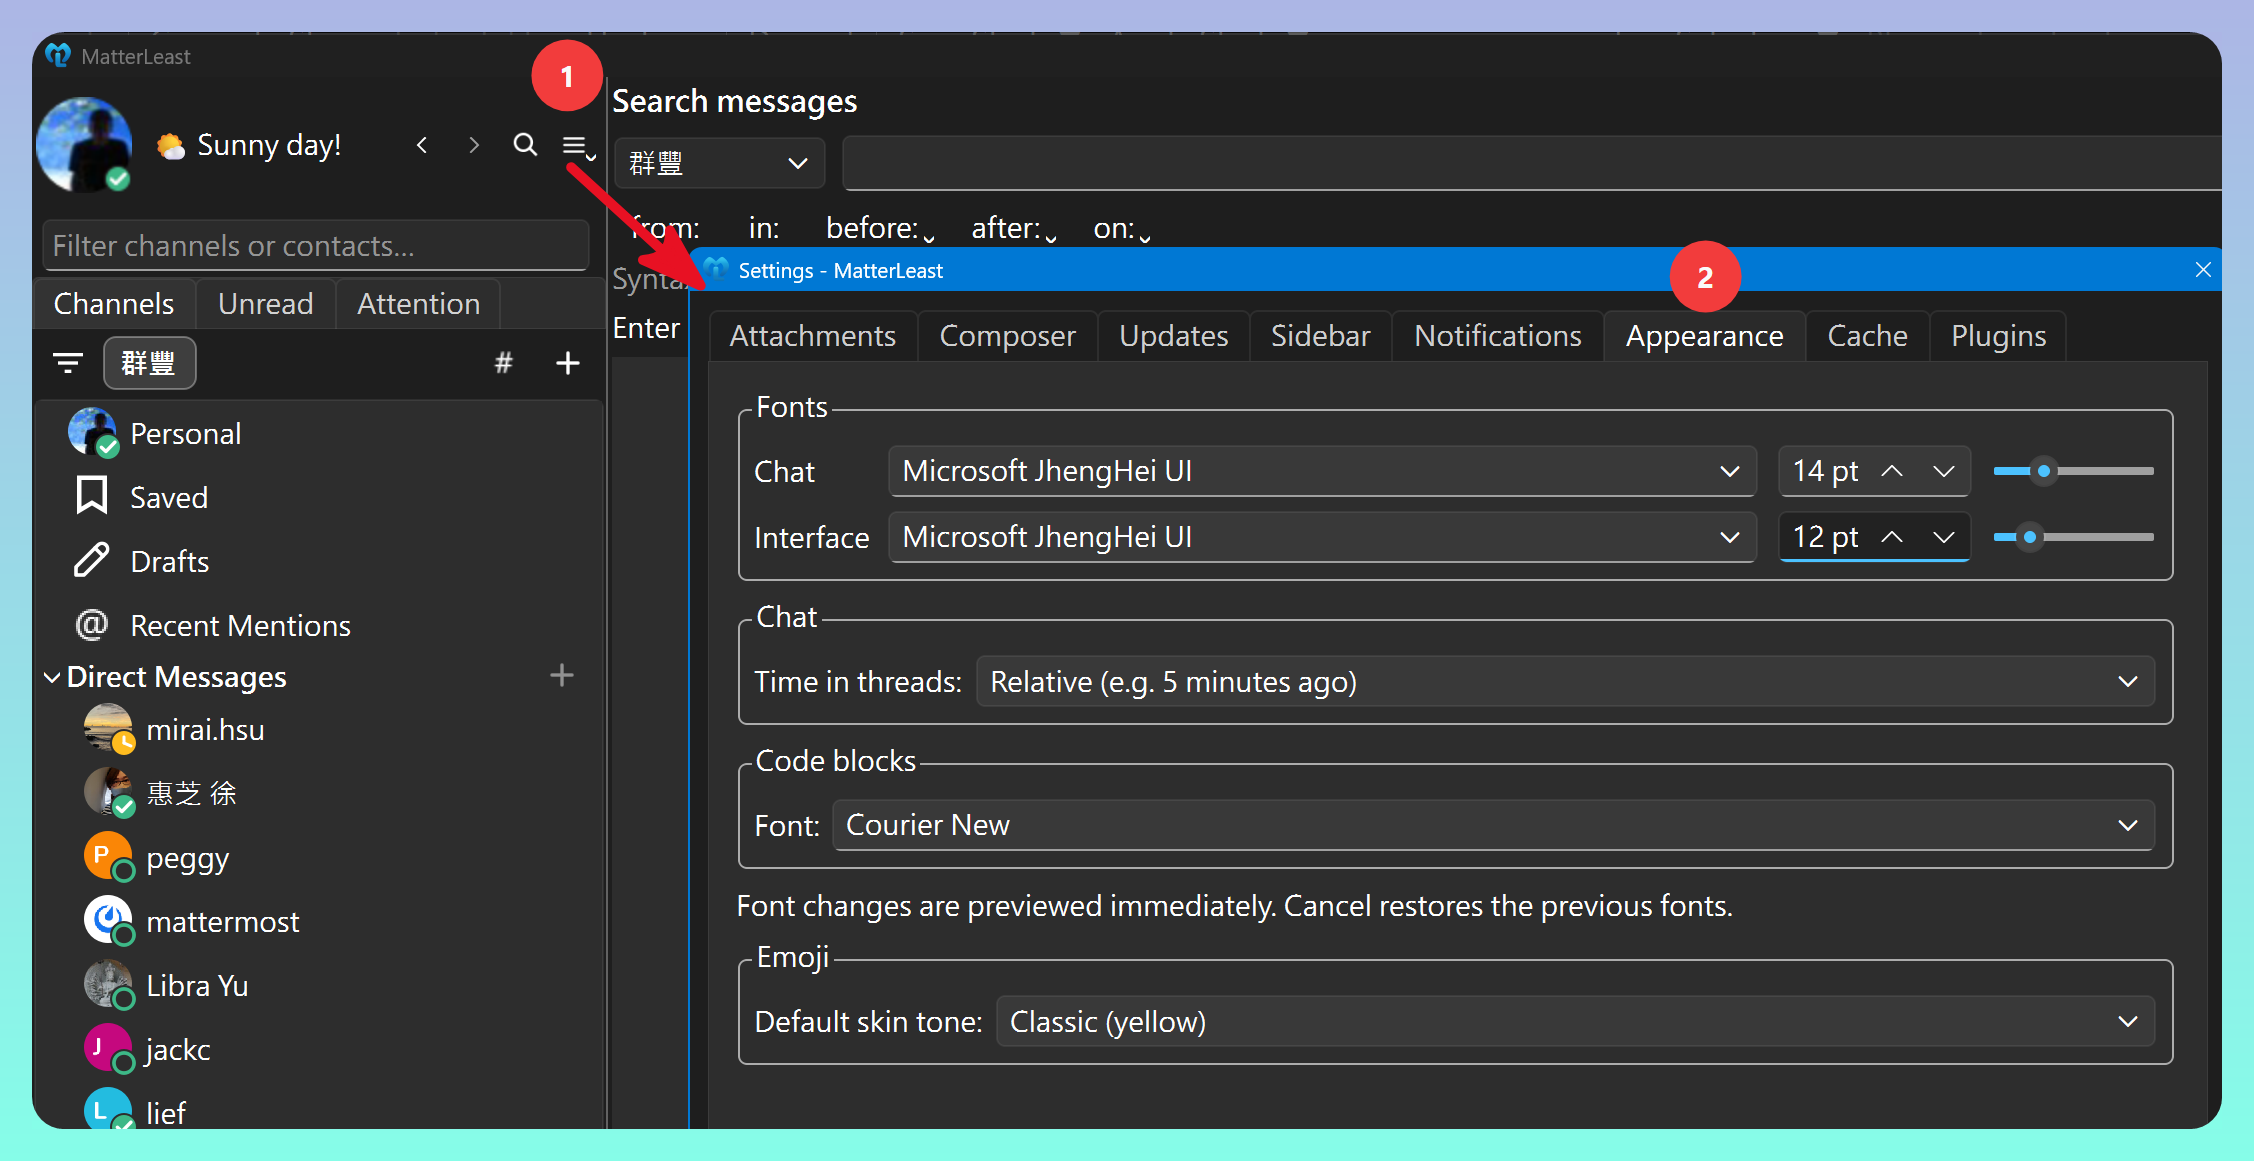 MatterLeast
1
Sunny day!
Filter channels or contacts...
Channels
Unread
Attention
群豐
#
Personal
Saved
Drafts
@ Recent Mentions
Direct Messages
mirai.hsu
惠芝 徐
P
peggy
mattermost
Libra Yu
J
jackc
L
lief
Search messages
群豐
from: in: before: after: on:
Enter
Settings - MatterLeast
2
Attachments
Composer
Updates
Sidebar
Notifications
Appearance
Cache
Plugins
Fonts
Chat Microsoft JhengHei UI 14 pt
Interface Microsoft JhengHei UI 12 pt
Chat
Time in threads: Relative (e.g. 5 minutes ago)
Code blocks
Font: Courier New
Font changes are previewed immediately. Cancel restores the previous fonts.
Emoji
Default skin tone: Classic (yellow)